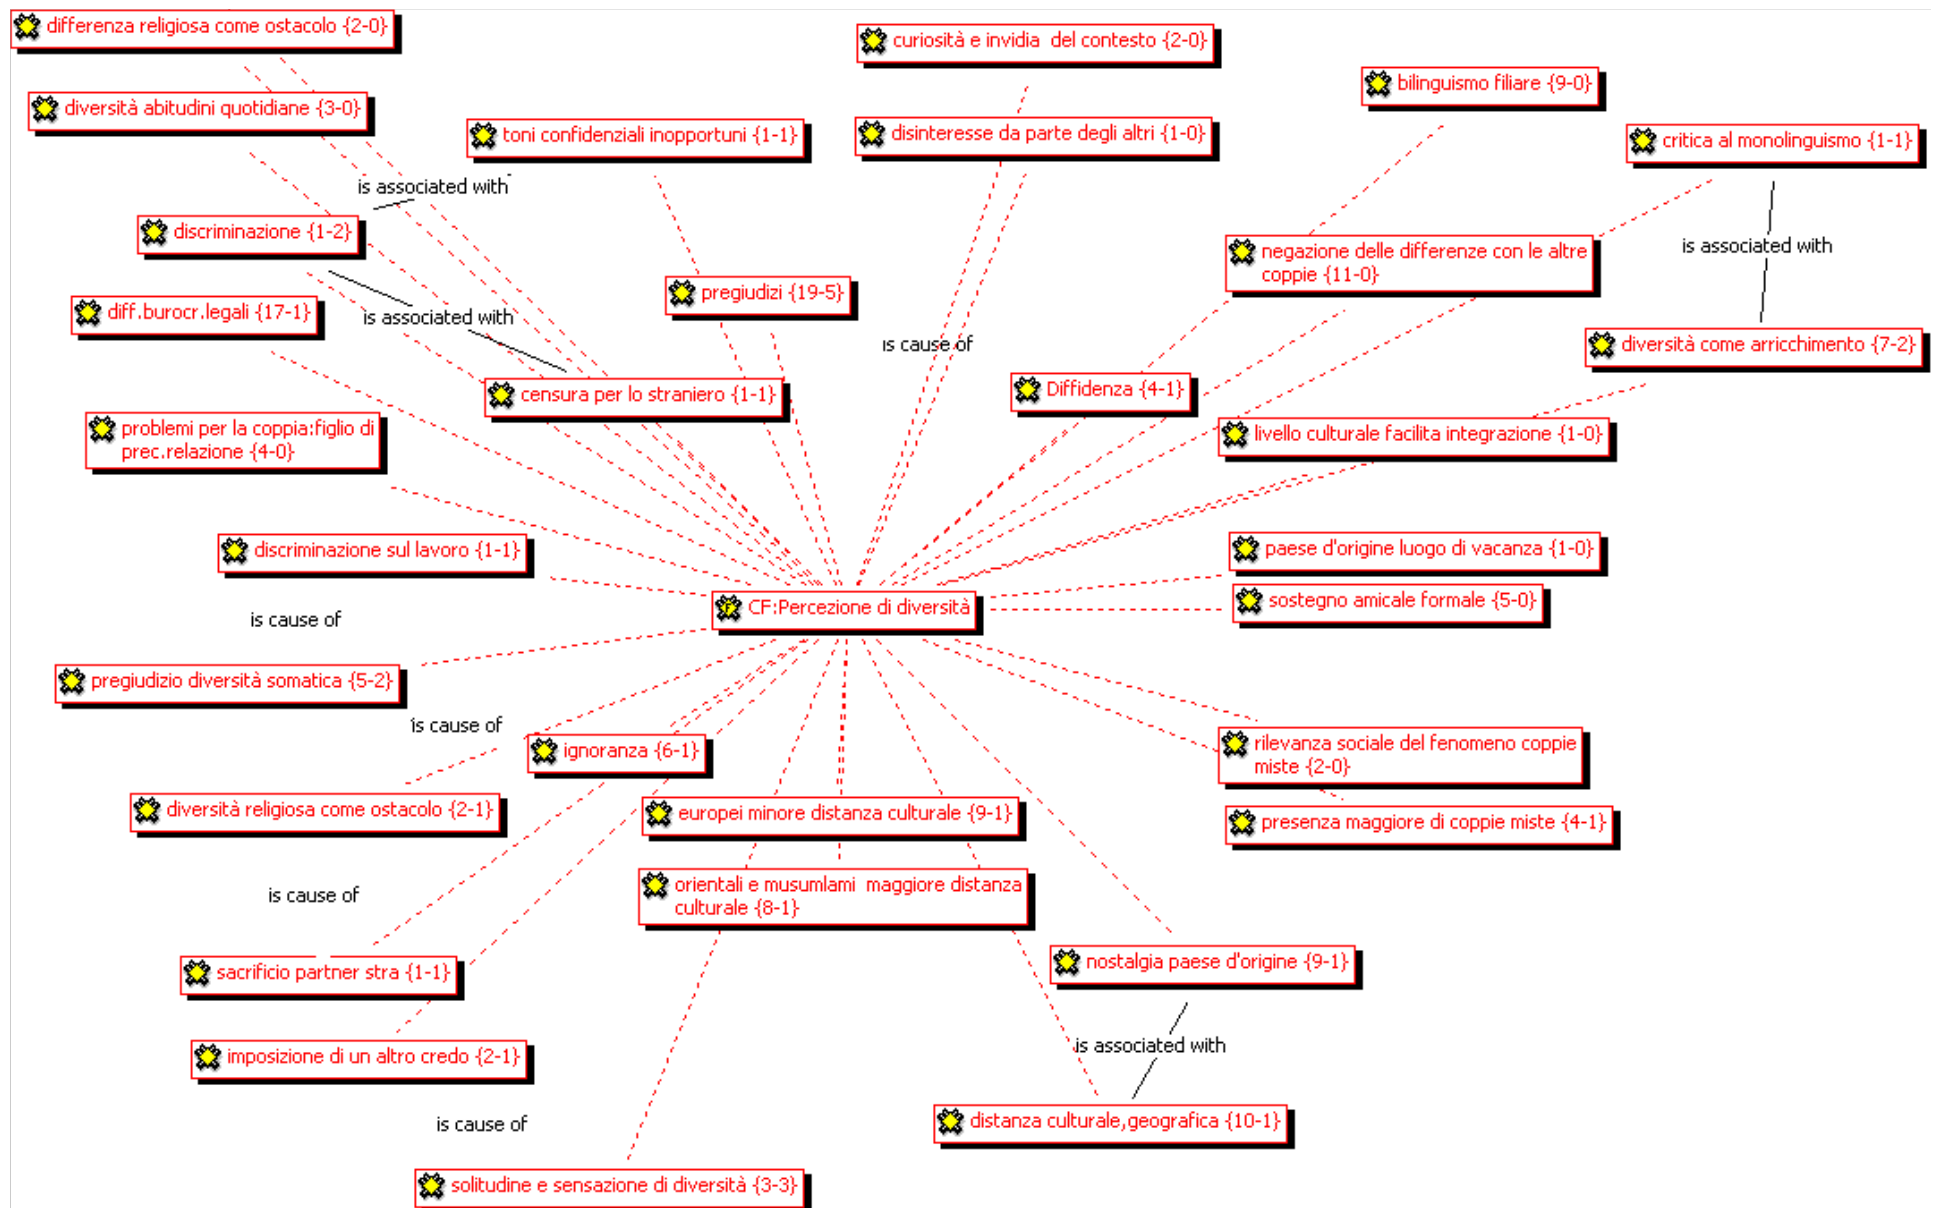 differenza religiosa come ostacolo {2-0}
curiosità e invidia  del contesto {2-0}
bilinguismo filiare {9-0}
diversità abitudini quotidiane {3-0}
toni confidenziali inopportuni {1-1}
disinteresse da parte degli altri {1-0}
critica al monolinguismo {1-1}
is associated with
discriminazione {1-2}
negazione delle differenze con le altre
coppie {11-0}
is associated with
pregiudizi {19-5}
diff.burocr.legali {17-1}
is associated with
is cause of
diversità come arricchimento {7-2}
censura per lo straniero {1-1}
Diffidenza {4-1}
problemi per la coppia:figlio di
prec.relazione {4-0}
livello culturale facilita integrazione {1-0}
discriminazione sul lavoro {1-1}
paese d'origine luogo di vacanza {1-0}
CF:Percezione di diversità
sostegno amicale formale {5-0}
is cause of
pregiudizio diversità somatica {5-2}
is cause of
ignoranza {6-1}
rilevanza sociale del fenomeno coppie
miste {2-0}
diversità religiosa come ostacolo {2-1}
europei minore distanza culturale {9-1}
presenza maggiore di coppie miste {4-1}
is cause of
orientali e musumlami  maggiore distanza
culturale {8-1}
sacrificio partner stra {1-1}
nostalgia paese d'origine {9-1}
imposizione di un altro credo {2-1}
is associated with
is cause of
distanza culturale,geografica {10-1}
solitudine e sensazione di diversità {3-3}